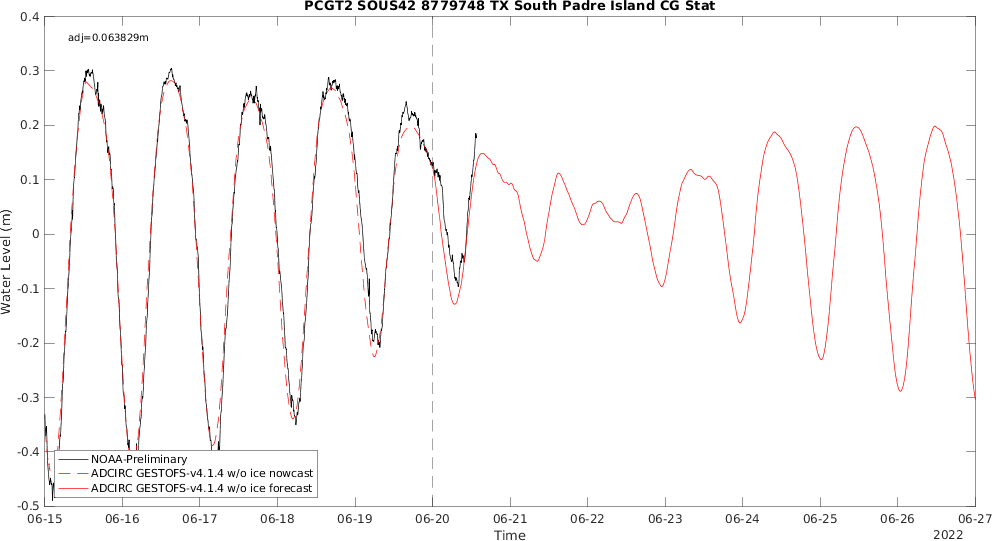 PCGT2 SOUS42 8779748 TX South Padre Island CG Stat
adj=0.063829m
0.4
0.3
0.2
0.1
0
-0.1
-0.2
-0.3
-0.4
-0.5
Water Level (m)
NOAA-Preliminary
ADCIRC GESTOFS-v4.1.4 w/o ice nowcast
ADCIRC GESTOFS-v4.1.4 w/o ice forecast
06-15 06-16 06-17 06-18 06-19 06-20 06-21 06-22 06-23 06-24 06-25 06-26 06-27
Time
2022